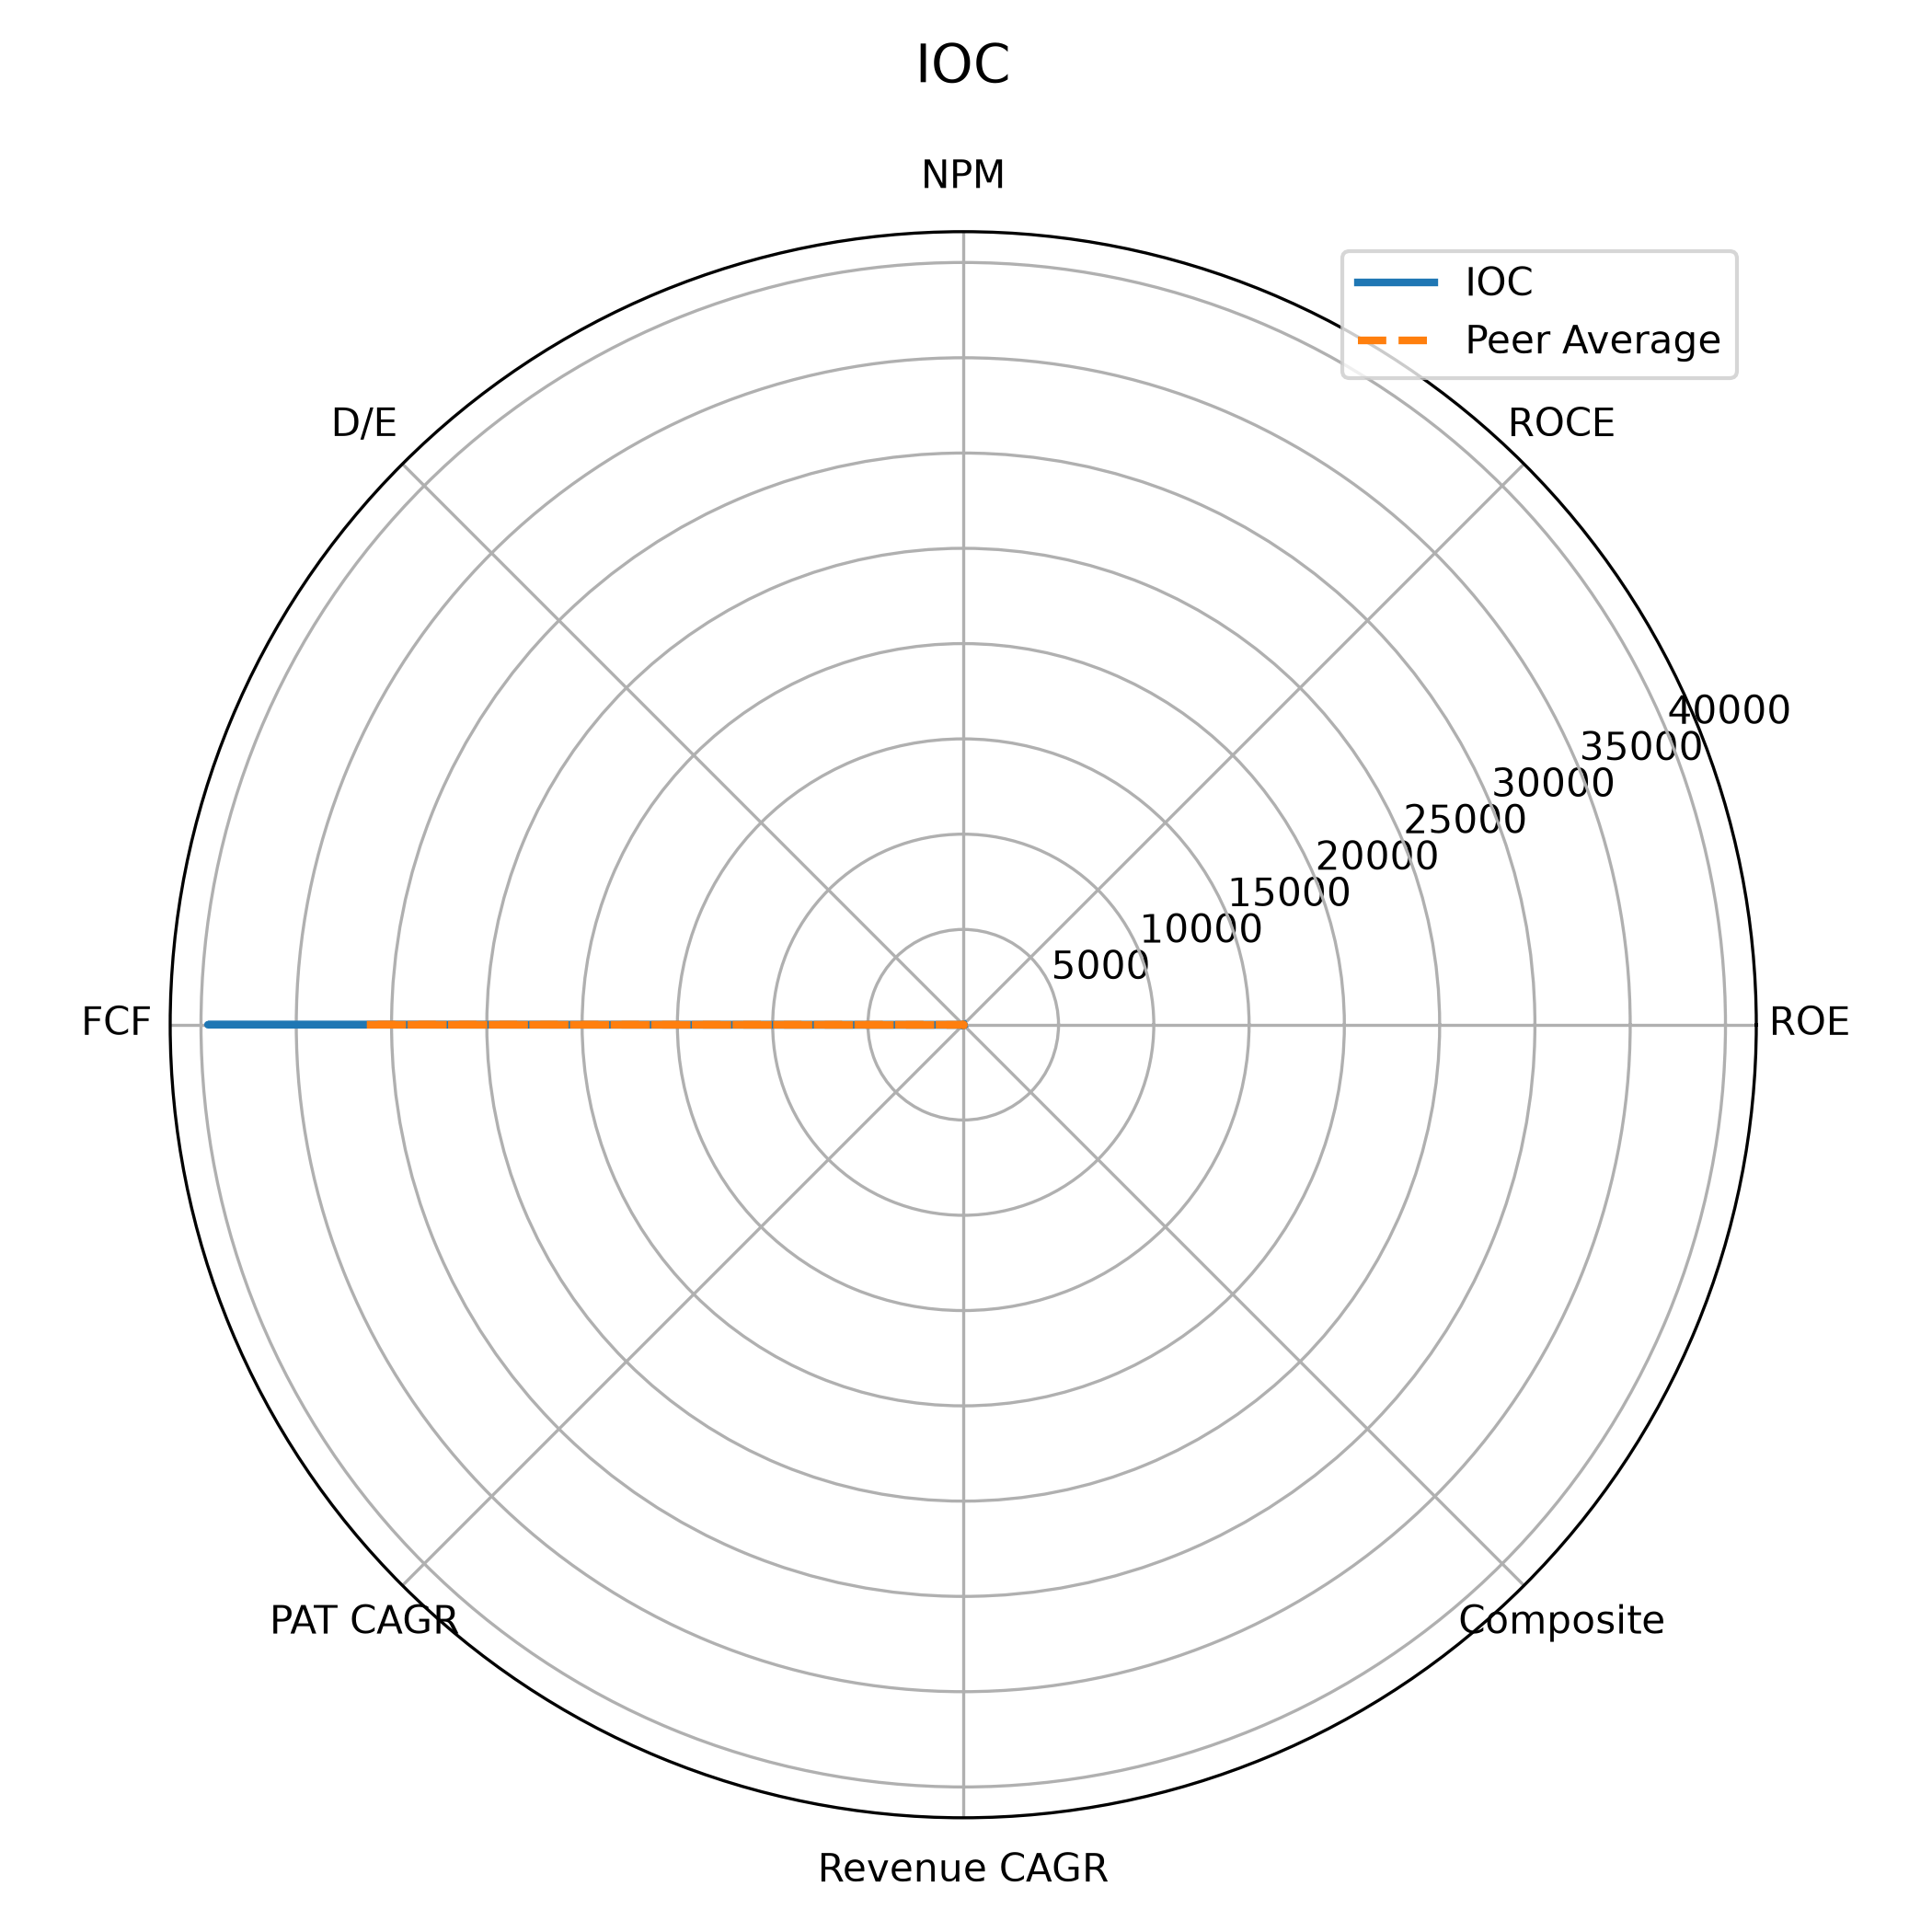 IOC
NPM
IOC
Peer Average
D/E
ROCE
40000
35000
30000
25000
20000
15000
10000
5000
FCF
ROE
PAT CAGR
Composite
Revenue CAGR